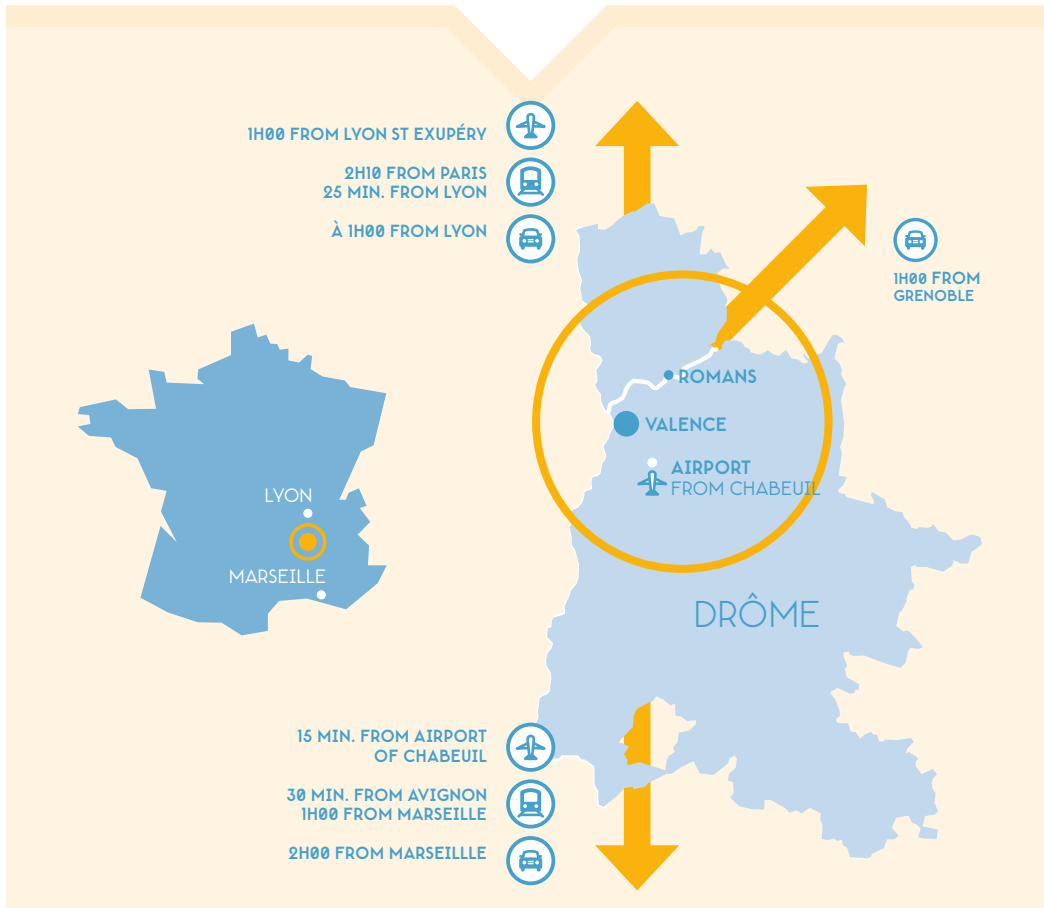 1H00 FROM LYON ST EXUPÉRY
2H10 FROM PARIS
25 MIN. FROM LYON
À 1H00 FROM LYON
1H00 FROM
GRENOBLE
ROMANS
VALENCE
AIRPORT
FROM CHABEUIL
LYON
MARSEILLE
DRÔME
15 MIN. FROM AIRPORT
OF CHABEUIL
30 MIN. FROM AVIGNON
1H00 FROM MARSEILLE
2H00 FROM MARSEILLLE